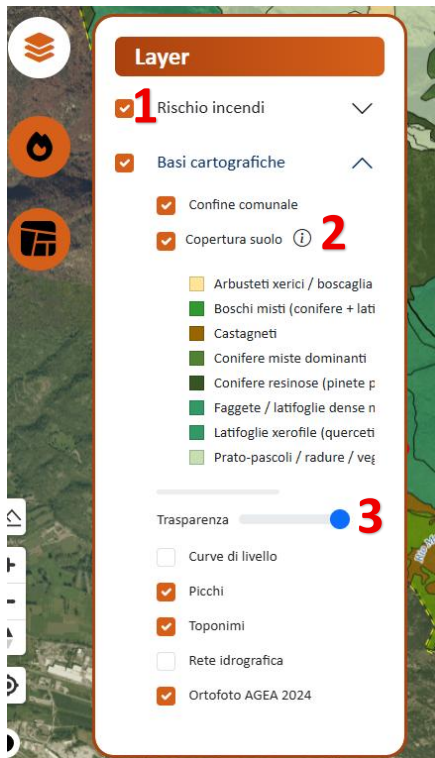 Layer
1 Rischio incendi
Basi cartografiche
Confine comunale
Copertura suolo i 2
Arbusteti xerici / boscaglia
Boschi misti (conifere + lati
Castagneti
Conifere miste dominanti
Conifere resinose (pinete p
Faggete / latifoglie dense n
Latifoglie xerofile (querceti
Prato-pascoli / radure / veg
Trasparenza 3
Curve di livello
Picchi
Toponimi
Rete idrografica
Ortofoto AGEA 2024